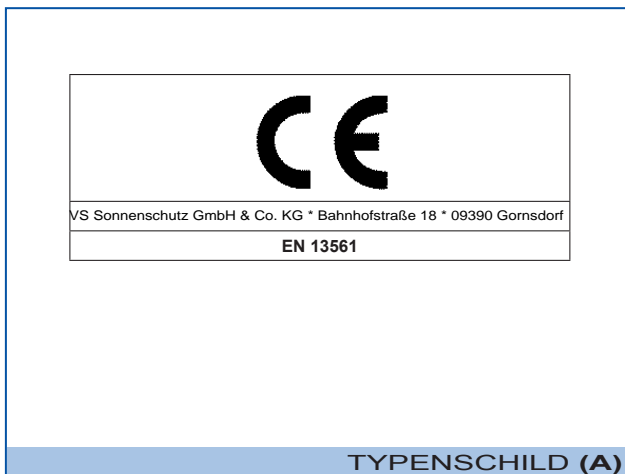 CE
VS Sonnenschutz GmbH & Co. KG * Bahnhofstraße 18 * 09390 Gornsdorf
EN 13561
TYPENSCHILD (A)